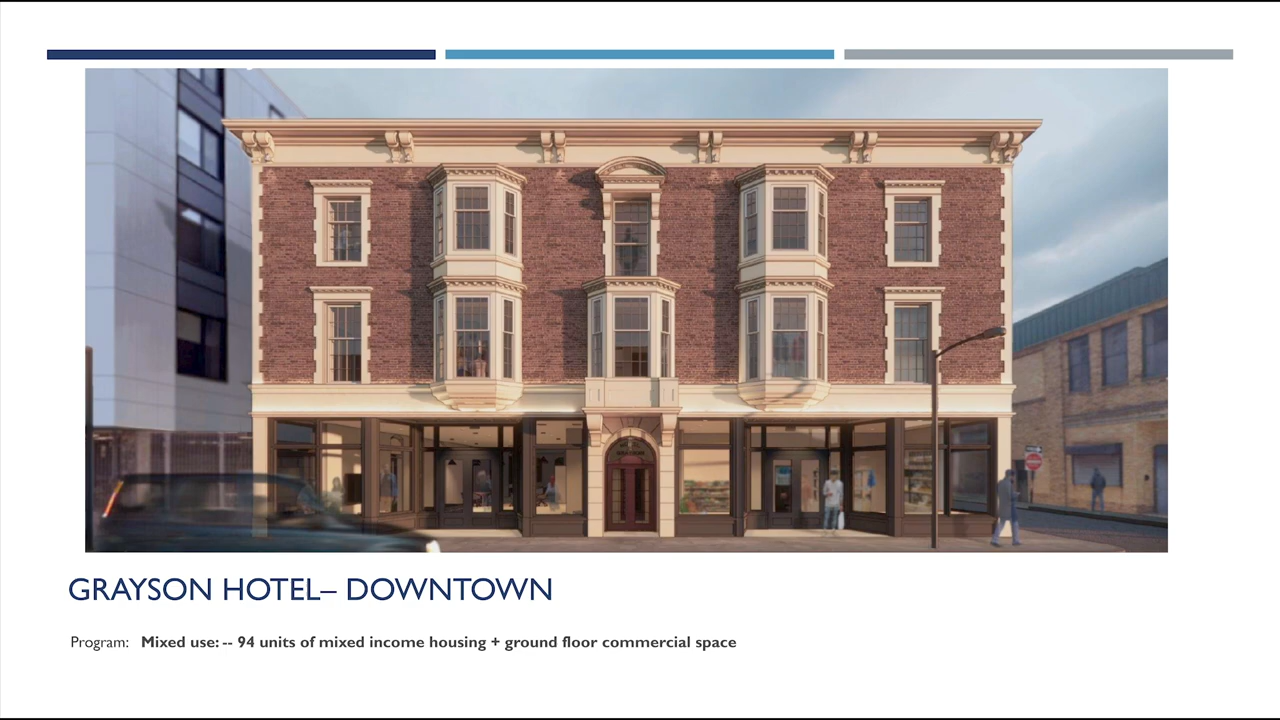 GRAYSON HOTEL– DOWNTOWN
Program: Mixed use: -- 94 units of mixed income housing + ground floor commercial space